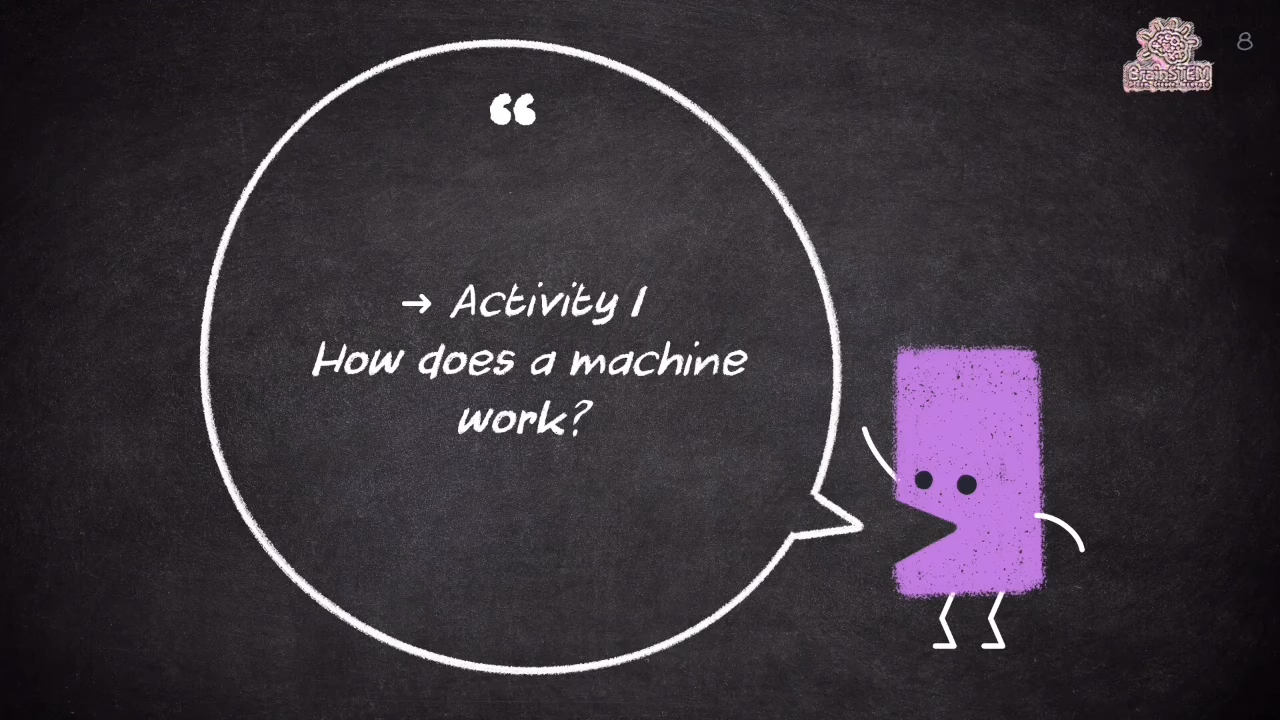 BrainSTEM
8
“
→ Activity 1
How does a machine
work?